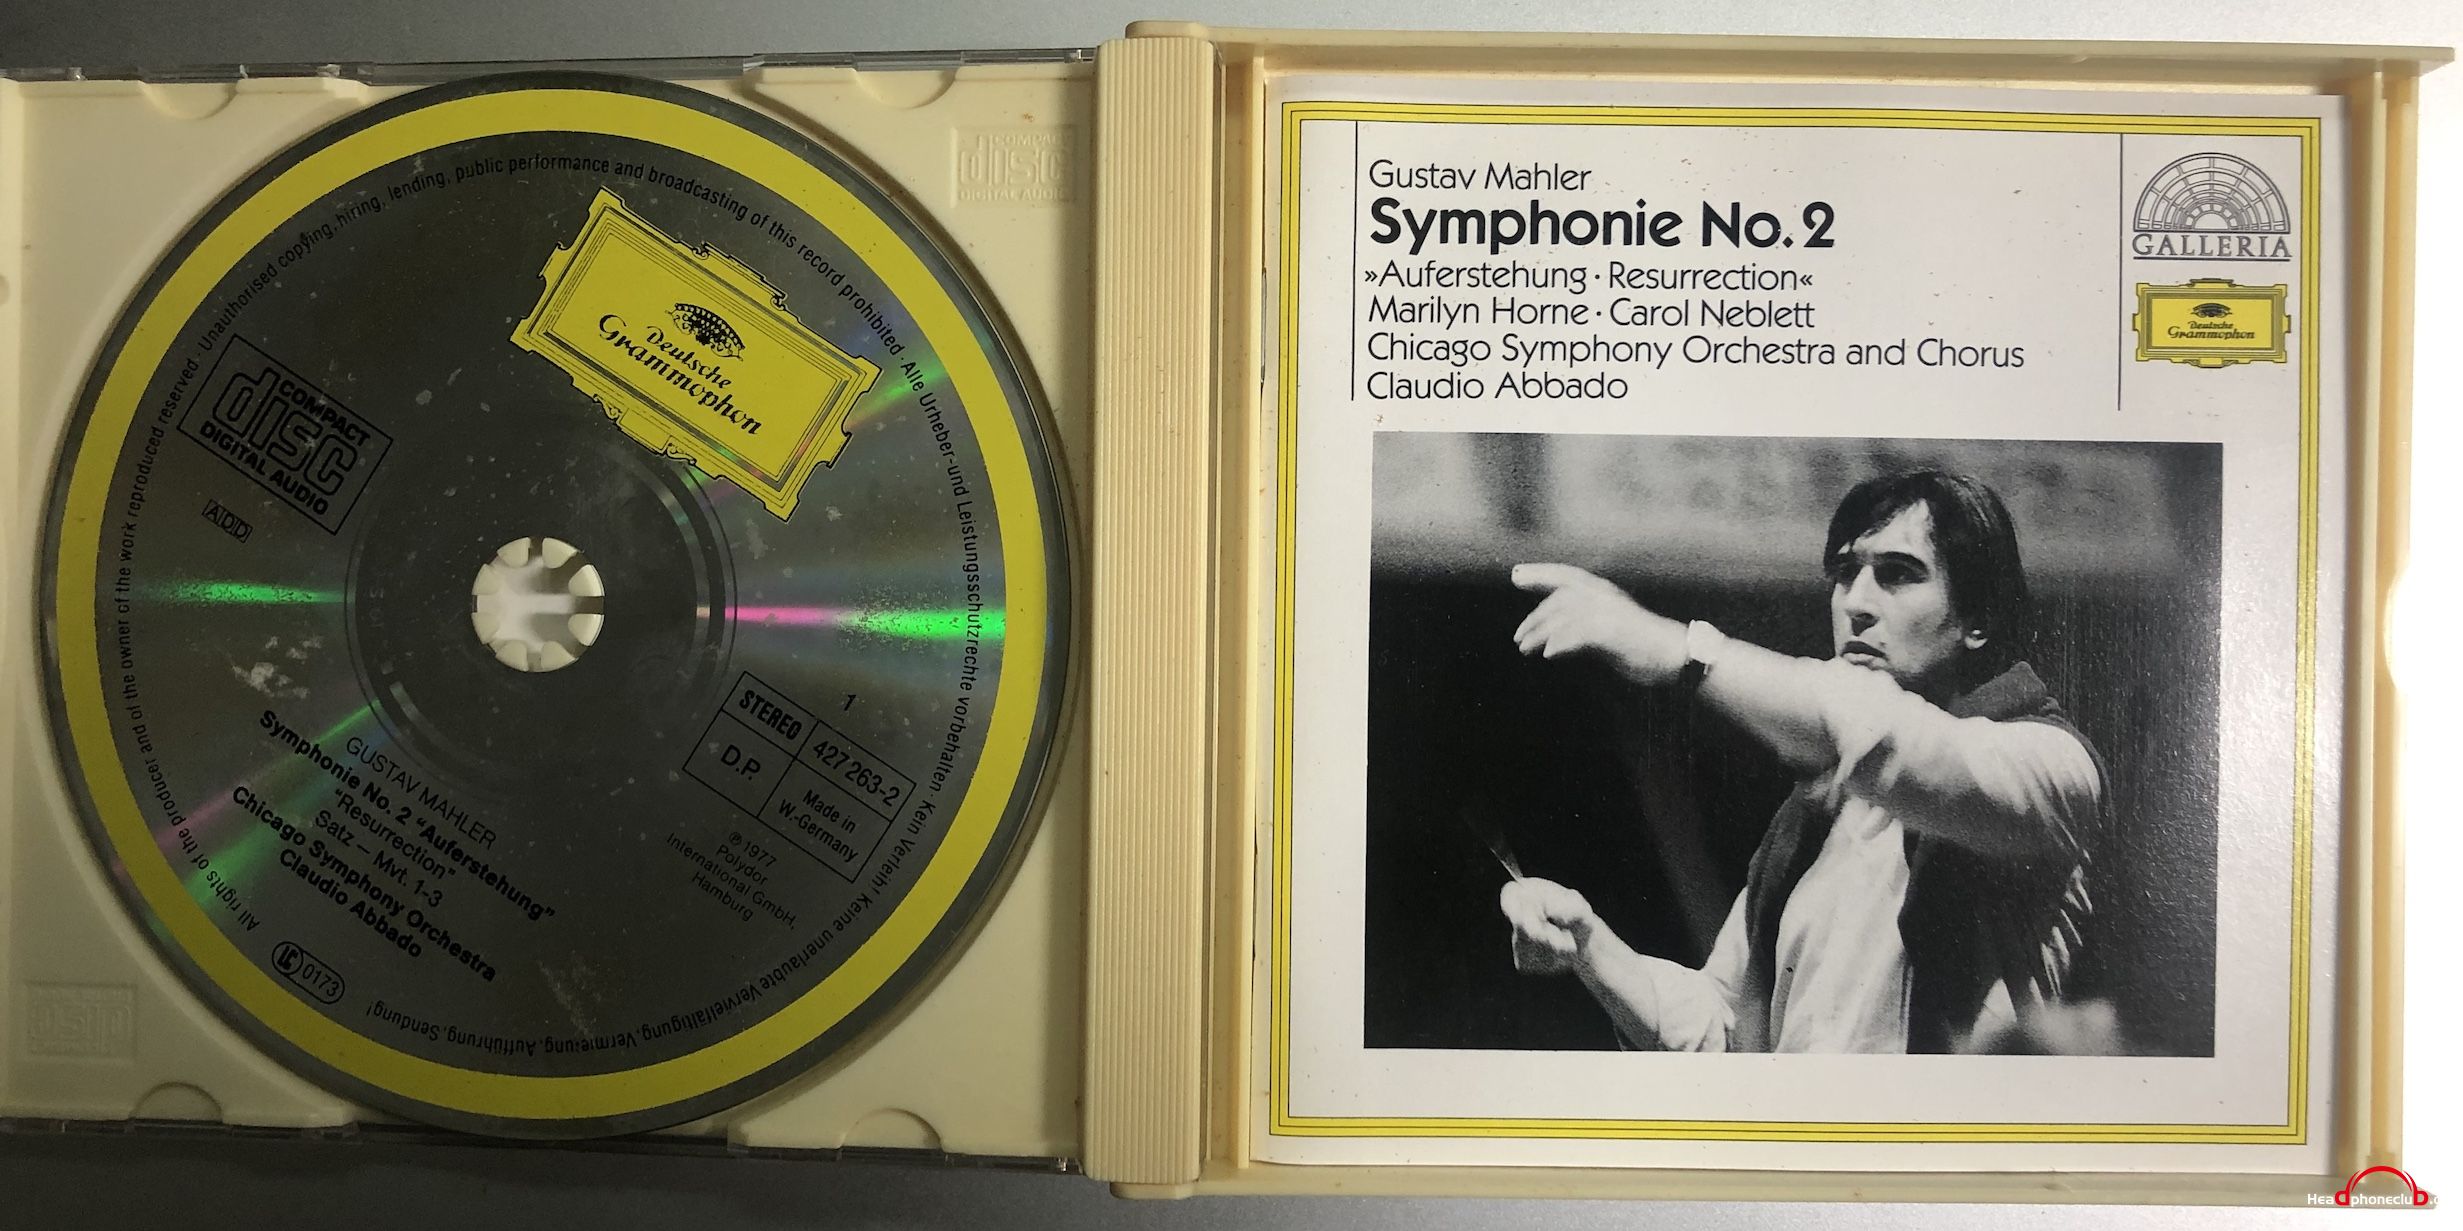 All rights of the producer and of the owner of the work reproduced reserved · Unauthorised copying, hiring, lending, public performance and broadcasting of this record prohibited · Alle Urheber- und Leistungsschutzrechte vorbehalten · Kein Verleih! Keine unerlaubte Vervielfältigung, Vermietung, Aufführung, Sendung!
Deutsche
Grammophon
COMPACT
disc
DIGITAL AUDIO
ADD
1
STEREO
427 263-2
D.P.
Made in
W.-Germany
℗ 1977
Polydor
International GmbH,
Hamburg
GUSTAV MAHLER
Symphonie No. 2 "Auferstehung"
"Resurrection"
Satz – Mvt. 1-3
Chicago Symphony Orchestra
Claudio Abbado
LC 0173
COMPACT
disc
DIGITAL AUDIO
disc
Gustav Mahler
Symphonie No. 2
»Auferstehung · Resurrection«
Marilyn Horne · Carol Neblett
Chicago Symphony Orchestra and Chorus
Claudio Abbado
GALLERIA
Deutsche
Grammophon
Headphoneclub